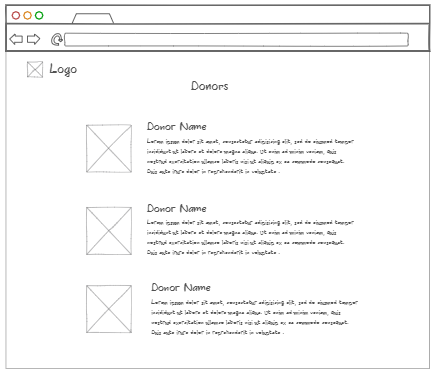 Logo
Donors
Donor Name
Lorem ipsum dolor sit amet, consectetur adipiscing elit, sed do eiusmod tempor
incididunt ut labore et dolore magna aliqua. Ut enim ad minim veniam, quis
nostrud exercitation ullamco laboris nisi ut aliquip ex ea commodo consequat.
Duis aute irure dolor in reprehenderit in voluptate .
Donor Name
Lorem ipsum dolor sit amet, consectetur adipiscing elit, sed do eiusmod tempor
incididunt ut labore et dolore magna aliqua. Ut enim ad minim veniam, quis
nostrud exercitation ullamco laboris nisi ut aliquip ex ea commodo consequat.
Duis aute irure dolor in reprehenderit in voluptate .
Donor Name
Lorem ipsum dolor sit amet, consectetur adipiscing elit, sed do eiusmod tempor
incididunt ut labore et dolore magna aliqua. Ut enim ad minim veniam, quis
nostrud exercitation ullamco laboris nisi ut aliquip ex ea commodo consequat.
Duis aute irure dolor in reprehenderit in voluptate .